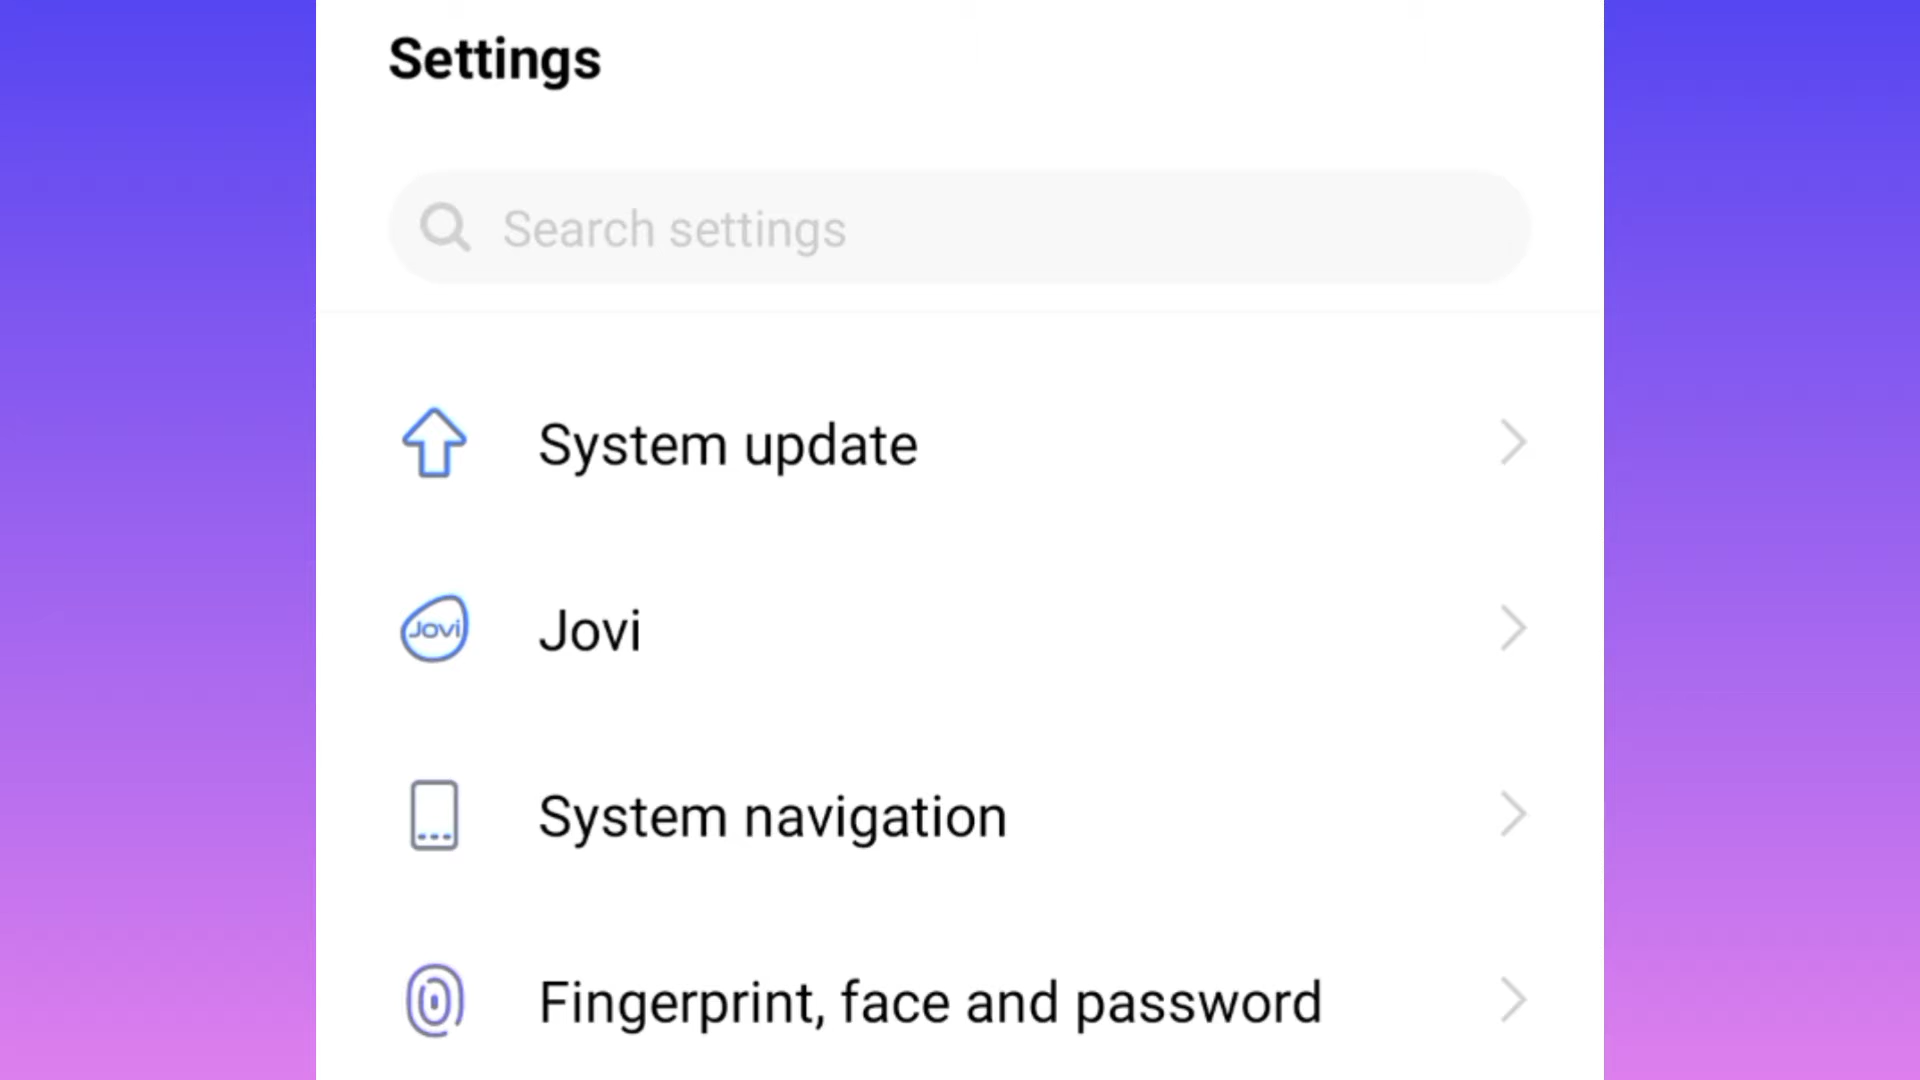 Settings
Search settings
System update
Jovi
Jovi
System navigation
Fingerprint, face and password